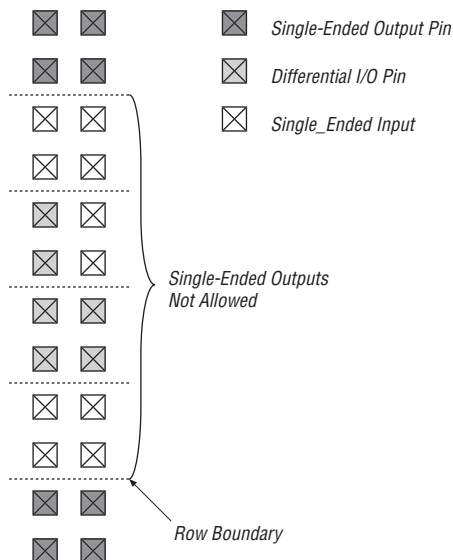 Single-Ended Output Pin
Differential I/O Pin
Single_Ended Input
Single-Ended Outputs
Not Allowed
Row Boundary